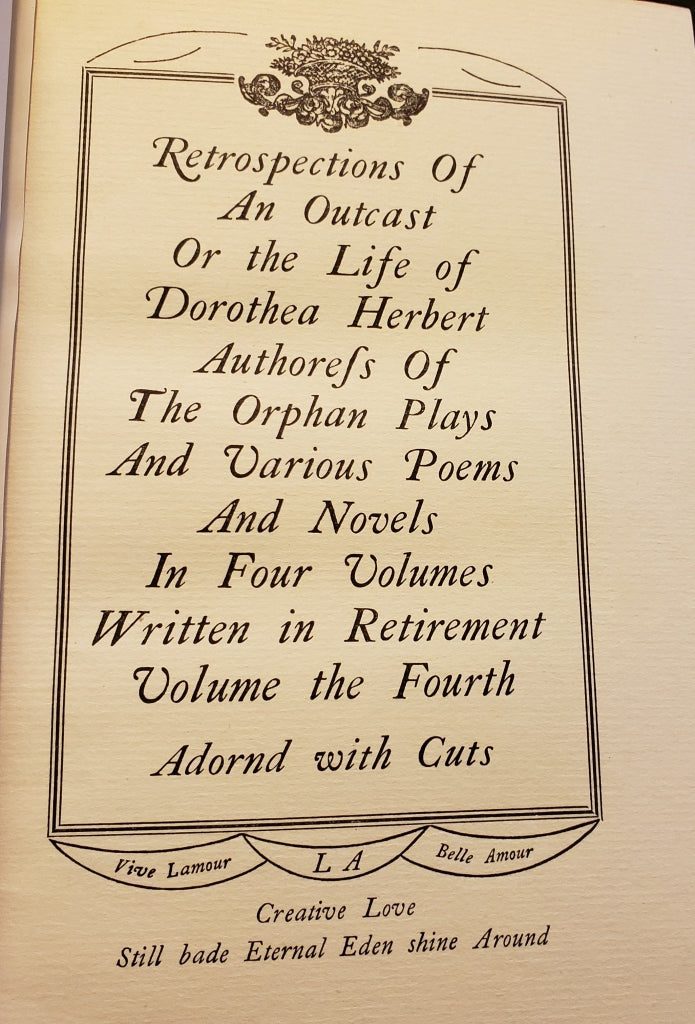 Retrospections Of
An Outcast
Or the Life of
Dorothea Herbert
Authoreſs Of
The Orphan Plays
And Various Poems
And Novels
In Four Volumes
Written in Retirement
Volume the Fourth
Adornd with Cuts
Vive Lamour L A Belle Amour
Creative Love
Still bade Eternal Eden shine Around